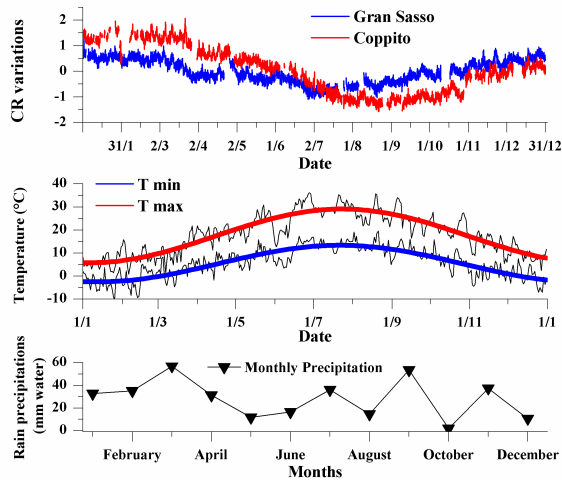 Gran Sasso
Coppito
CR variations
2
1
0
-1
-2
31/1 2/3 2/4 2/5 1/6 2/7 1/8 1/9 1/10 1/11 1/12 31/12
Date
T min
T max
Temperature (°C)
40
30
20
10
0
-10
1/1 1/3 1/5 1/7 1/9 1/11 1/1
Date
Monthly Precipitation
Rain precipitations
(mm water)
60
40
20
0
February April June August October December
Months